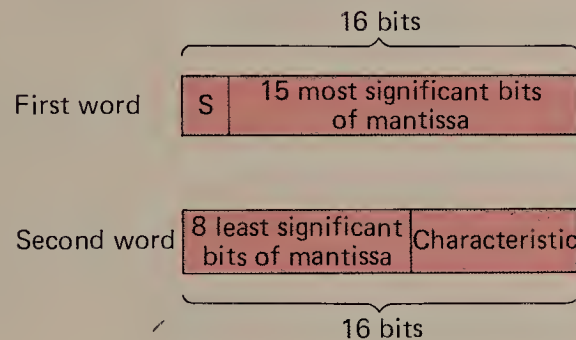 16 bits
First word
S
15 most significant bits
of mantissa
Second word
8 least significant
bits of mantissa
Characteristic
16 bits